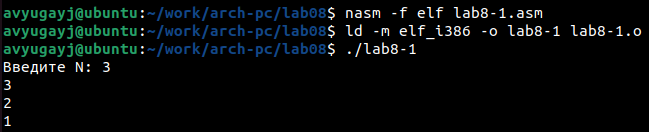 avyugayj@ubuntu:~/work/arch-pc/lab08$ nasm -f elf lab8-1.asm
avyugayj@ubuntu:~/work/arch-pc/lab08$ ld -m elf_i386 -o lab8-1 lab8-1.o
avyugayj@ubuntu:~/work/arch-pc/lab08$ ./lab8-1
Введите N: 3
3
2
1